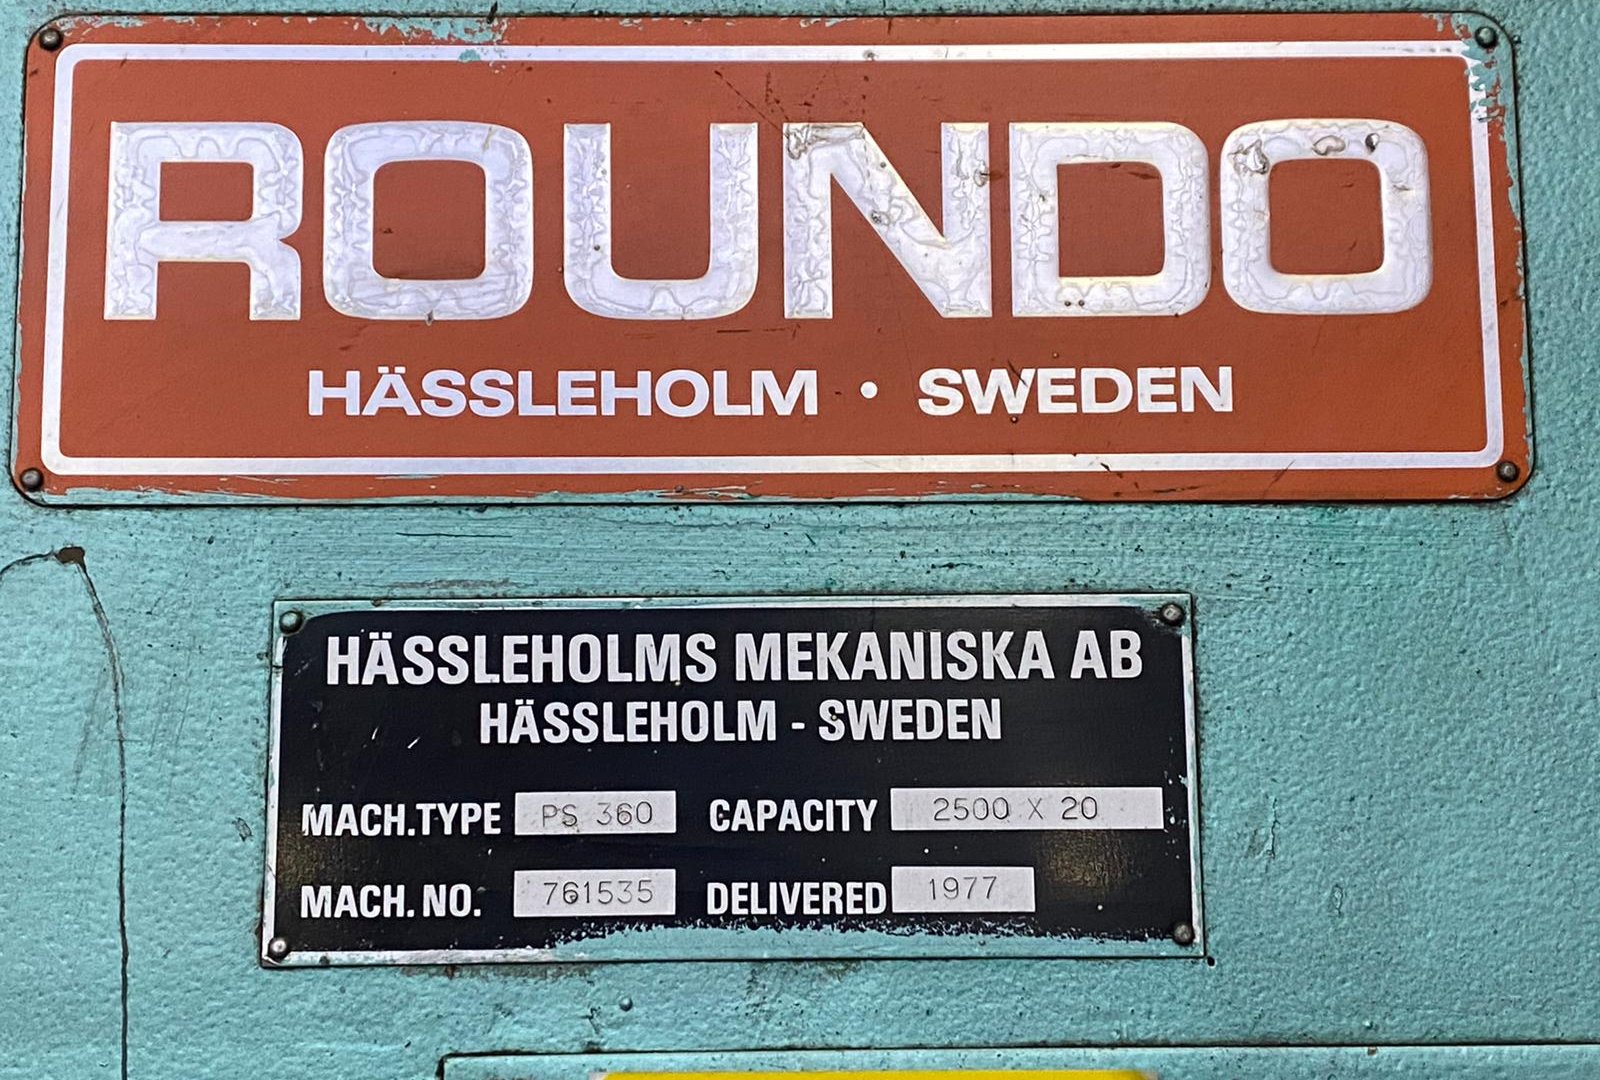 ROUNDO
HÄSSLEHOLM • SWEDEN
HÄSSLEHOLMS MEKANISKA AB
HÄSSLEHOLM - SWEDEN
MACH.TYPE PS 360 CAPACITY 2500 X 20
MACH. NO. 761535 DELIVERED 1977